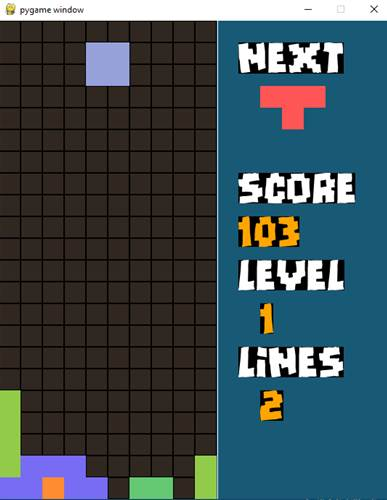 pygame window
NEXT
SCORE
103
LEVEL
1
LiNES
2